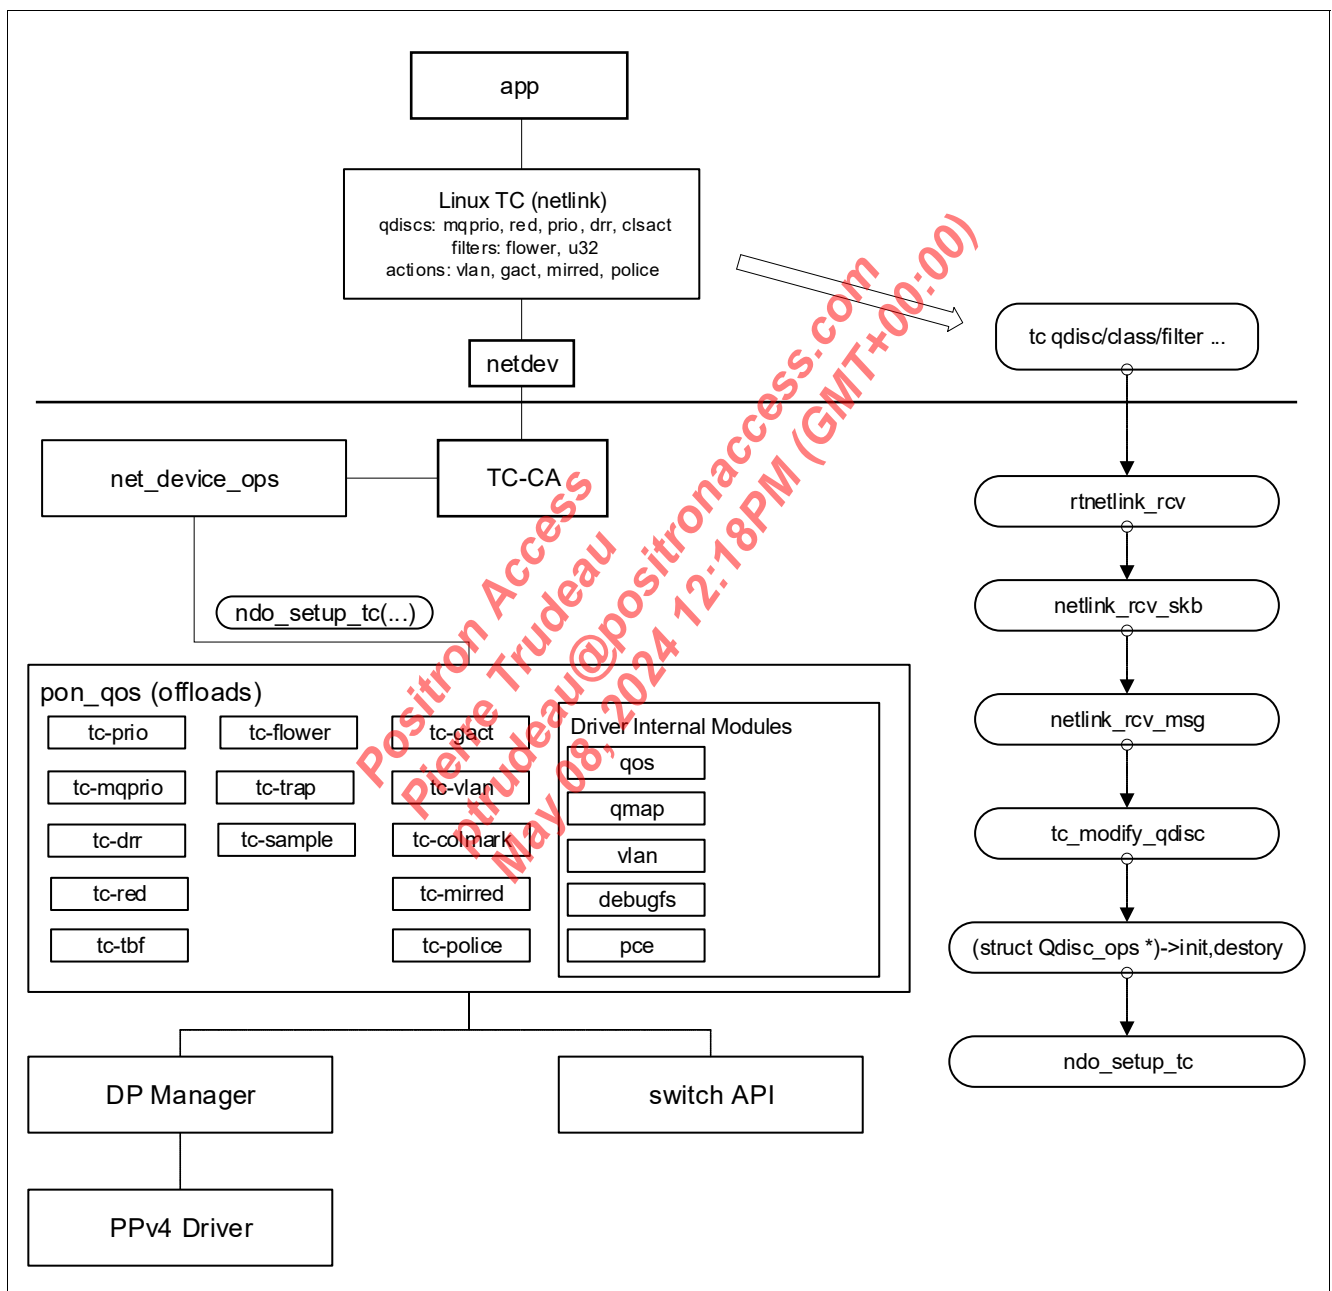 app
Linux TC (netlink)
qdiscs: mqprio, red, prio, drr, clsact
filters: flower, u32
actions: vlan, gact, mirred, police
netdev
TC-CA
net_device_ops
ndo_setup_tc(...)
pon_qos (offloads)
tc-prio
tc-mqprio
tc-drr
tc-red
tc-tbf
tc-flower
tc-trap
tc-sample
tc-gact
tc-vlan
tc-colmark
tc-mirred
tc-police
Driver Internal Modules
qos
qmap
vlan
debugfs
pce
DP Manager
switch API
PPv4 Driver
tc qdisc/class/filter ...
rtnetlink_rcv
netlink_rcv_skb
netlink_rcv_msg
tc_modify_qdisc
(struct Qdisc_ops *)->init,destory
ndo_setup_tc
Positron Access
Pierre Trudeau
ptrudeau@positronaccess.com
May 08, 2024 12:18PM (GMT+00:00)